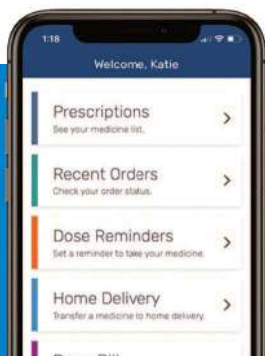 1:18
Welcome, Katie
Prescriptions
See your medicine list.
Recent Orders
Check your order status.
Dose Reminders
Set a reminder to take your medicine.
Home Delivery
Transfer a medicine to home delivery.